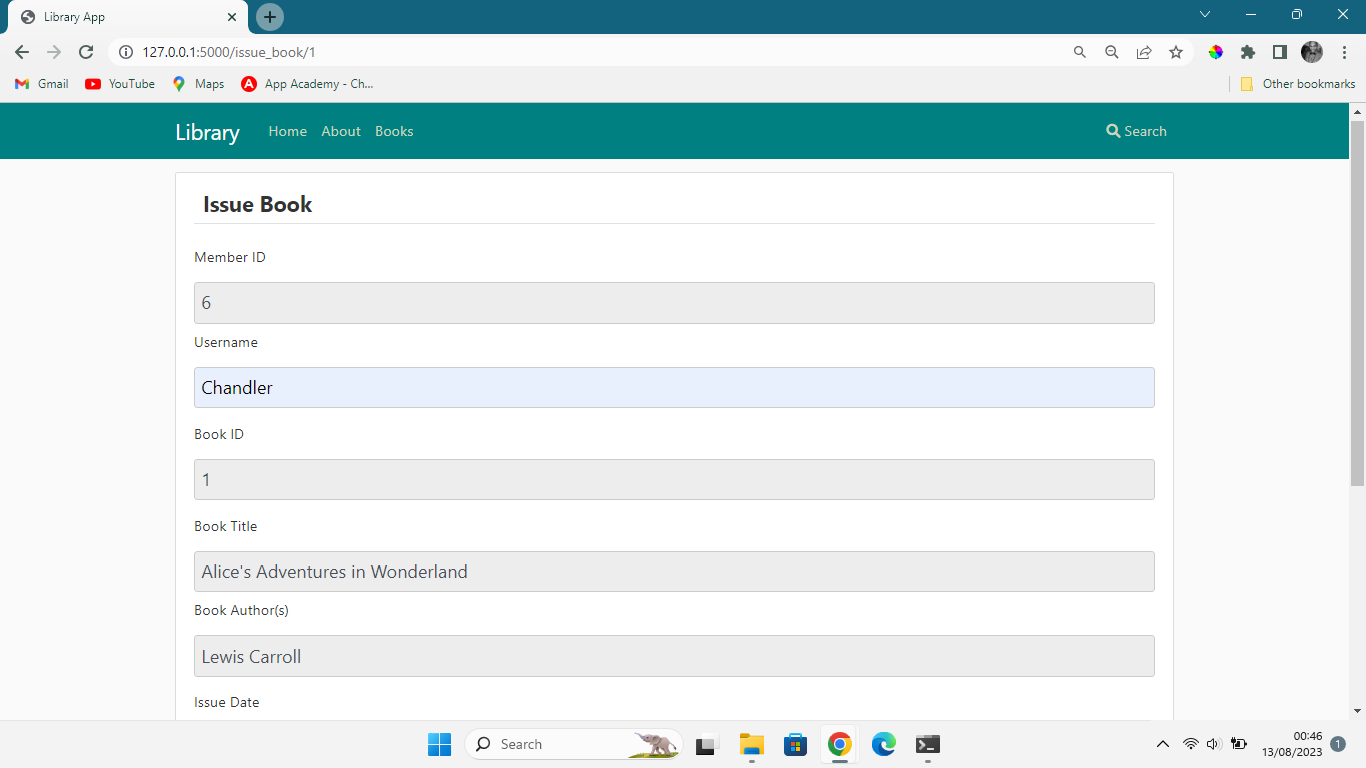 Library App
127.0.0.1:5000/issue_book/1
Gmail YouTube Maps App Academy - Ch... Other bookmarks
Library Home About Books Search
Issue Book
Member ID
6
Username
Chandler
Book ID
1
Book Title
Alice's Adventures in Wonderland
Book Author(s)
Lewis Carroll
Issue Date
Search
00:46
13/08/2023
1